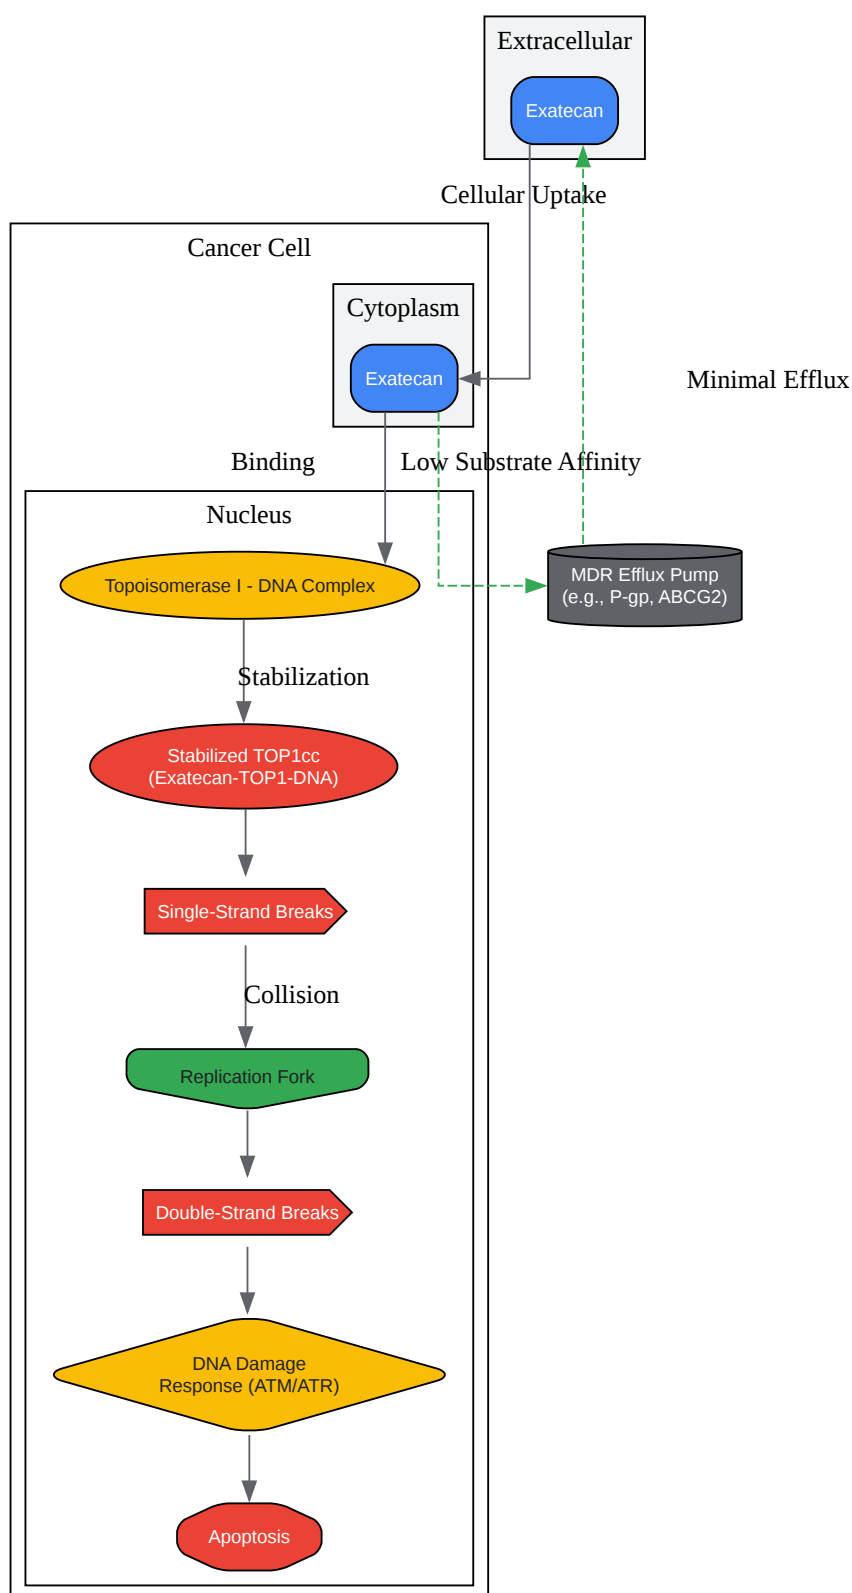 Extracellular
Exatecan
Cellular Uptake
Cancer Cell
Cytoplasm
Exatecan
Minimal Efflux
Binding
Low Substrate Affinity
Nucleus
Topoisomerase I - DNA Complex
MDR Efflux Pump
(e.g., P-gp, ABCG2)
Stabilization
Stabilized TOP1cc
(Exatecan-TOP1-DNA)
Single-Strand Breaks
Collision
Replication Fork
Double-Strand Breaks
DNA Damage
Response (ATM/ATR)
Apoptosis